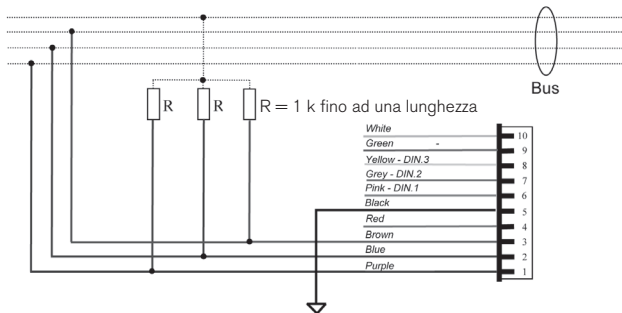 Bus
R
R
R = 1 k fino ad una lunghezza
White
10
Green -
9
Yellow - DIN.3
8
Grey - DIN.2
7
Pink - DIN.1
6
Black
5
Red
4
Brown
3
Blue
2
Purple
1